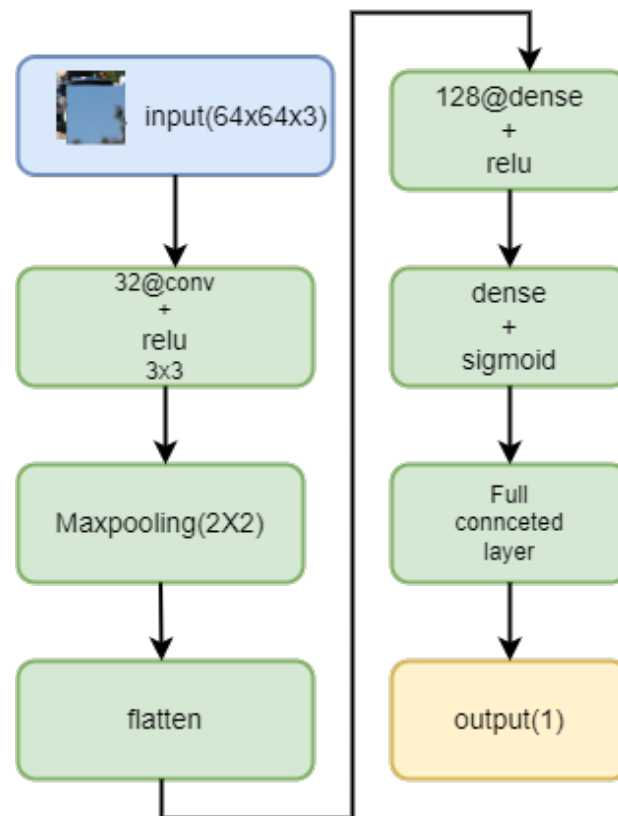 input(64x64x3)
32@conv
+
relu
3x3
Maxpooling(2X2)
flatten
128@dense
+
relu
dense
+
sigmoid
Full
connceted
layer
output(1)